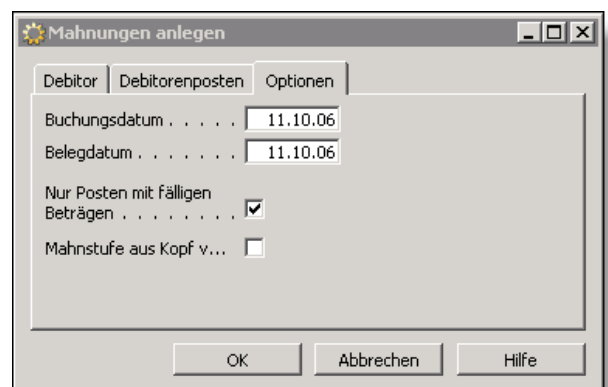 Mahnungen anlegen
Debitor Debitorenposten Optionen
Buchungsdatum . . . . . 11.10.06
Belegdatum . . . . . . . 11.10.06
Nur Posten mit fälligen
Beträgen . . . . . . . .
Mahnstufe aus Kopf v...
OK Abbrechen Hilfe